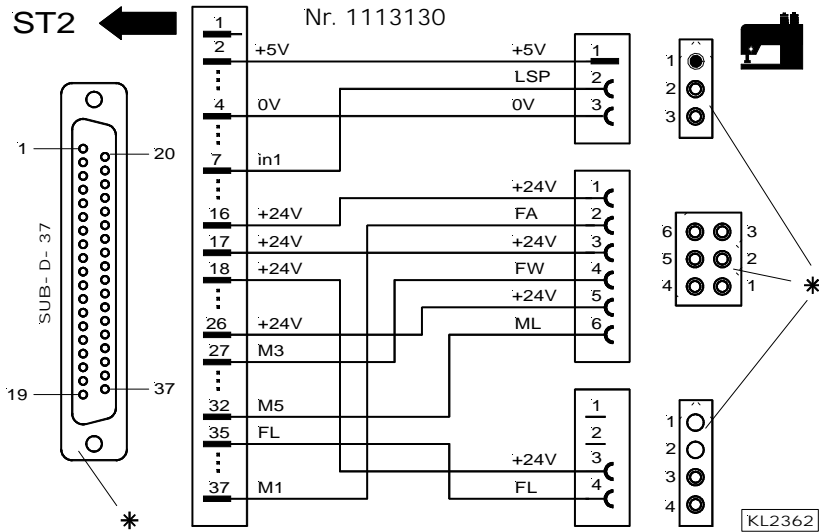 ST2
Nr. 1113130
SUB-D-37
1
20
19
37
1
2 +5V
4 0V
7 in1
16 +24V
17 +24V
18 +24V
26 +24V
27 M3
32 M5
35 FL
37 M1
+5V 1
LSP 2
0V 3
+24V 1
FA 2
+24V 3
FW 4
+24V 5
ML 6
1
2
+24V 3
FL 4
1
2
3
6 3
5 2
4 1
1
2
3
4
*
*
KL2362